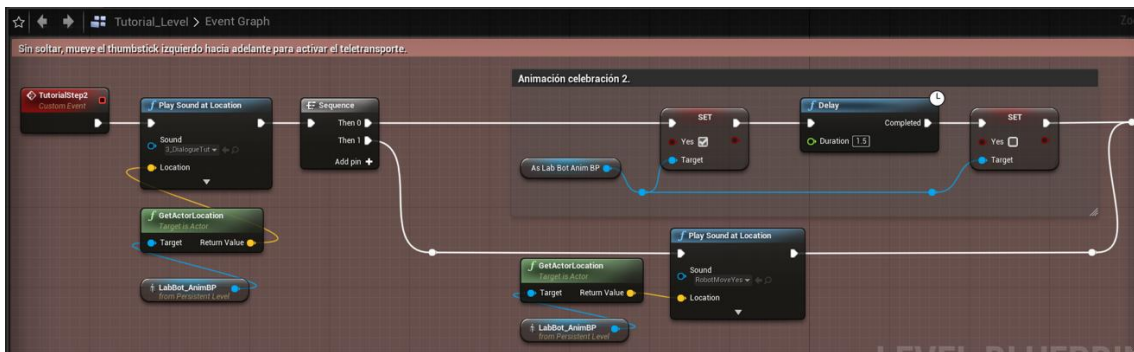 Tutorial_Level > Event Graph
Zo
Sin soltar, mueve el thumbstick izquierdo hacia adelante para activar el teletransporte.
Animación celebración 2.
TutorialStep2
Custom Event
Play Sound at Location
Sound
3_DialogueTut
Location
Sequence
Then 0
Then 1
Add pin
SET
Yes
Target
Delay
Completed
Duration 1.5
SET
Yes
Target
As Lab Bot Anim BP
GetActorLocation
Target is Actor
Target Return Value
LabBot_AnimBP
from Persistent Level
Play Sound at Location
Sound
RobotMoveYes
Location
GetActorLocation
Target is Actor
Target Return Value
LabBot_AnimBP
from Persistent Level
LEVEL BLUEPRIN